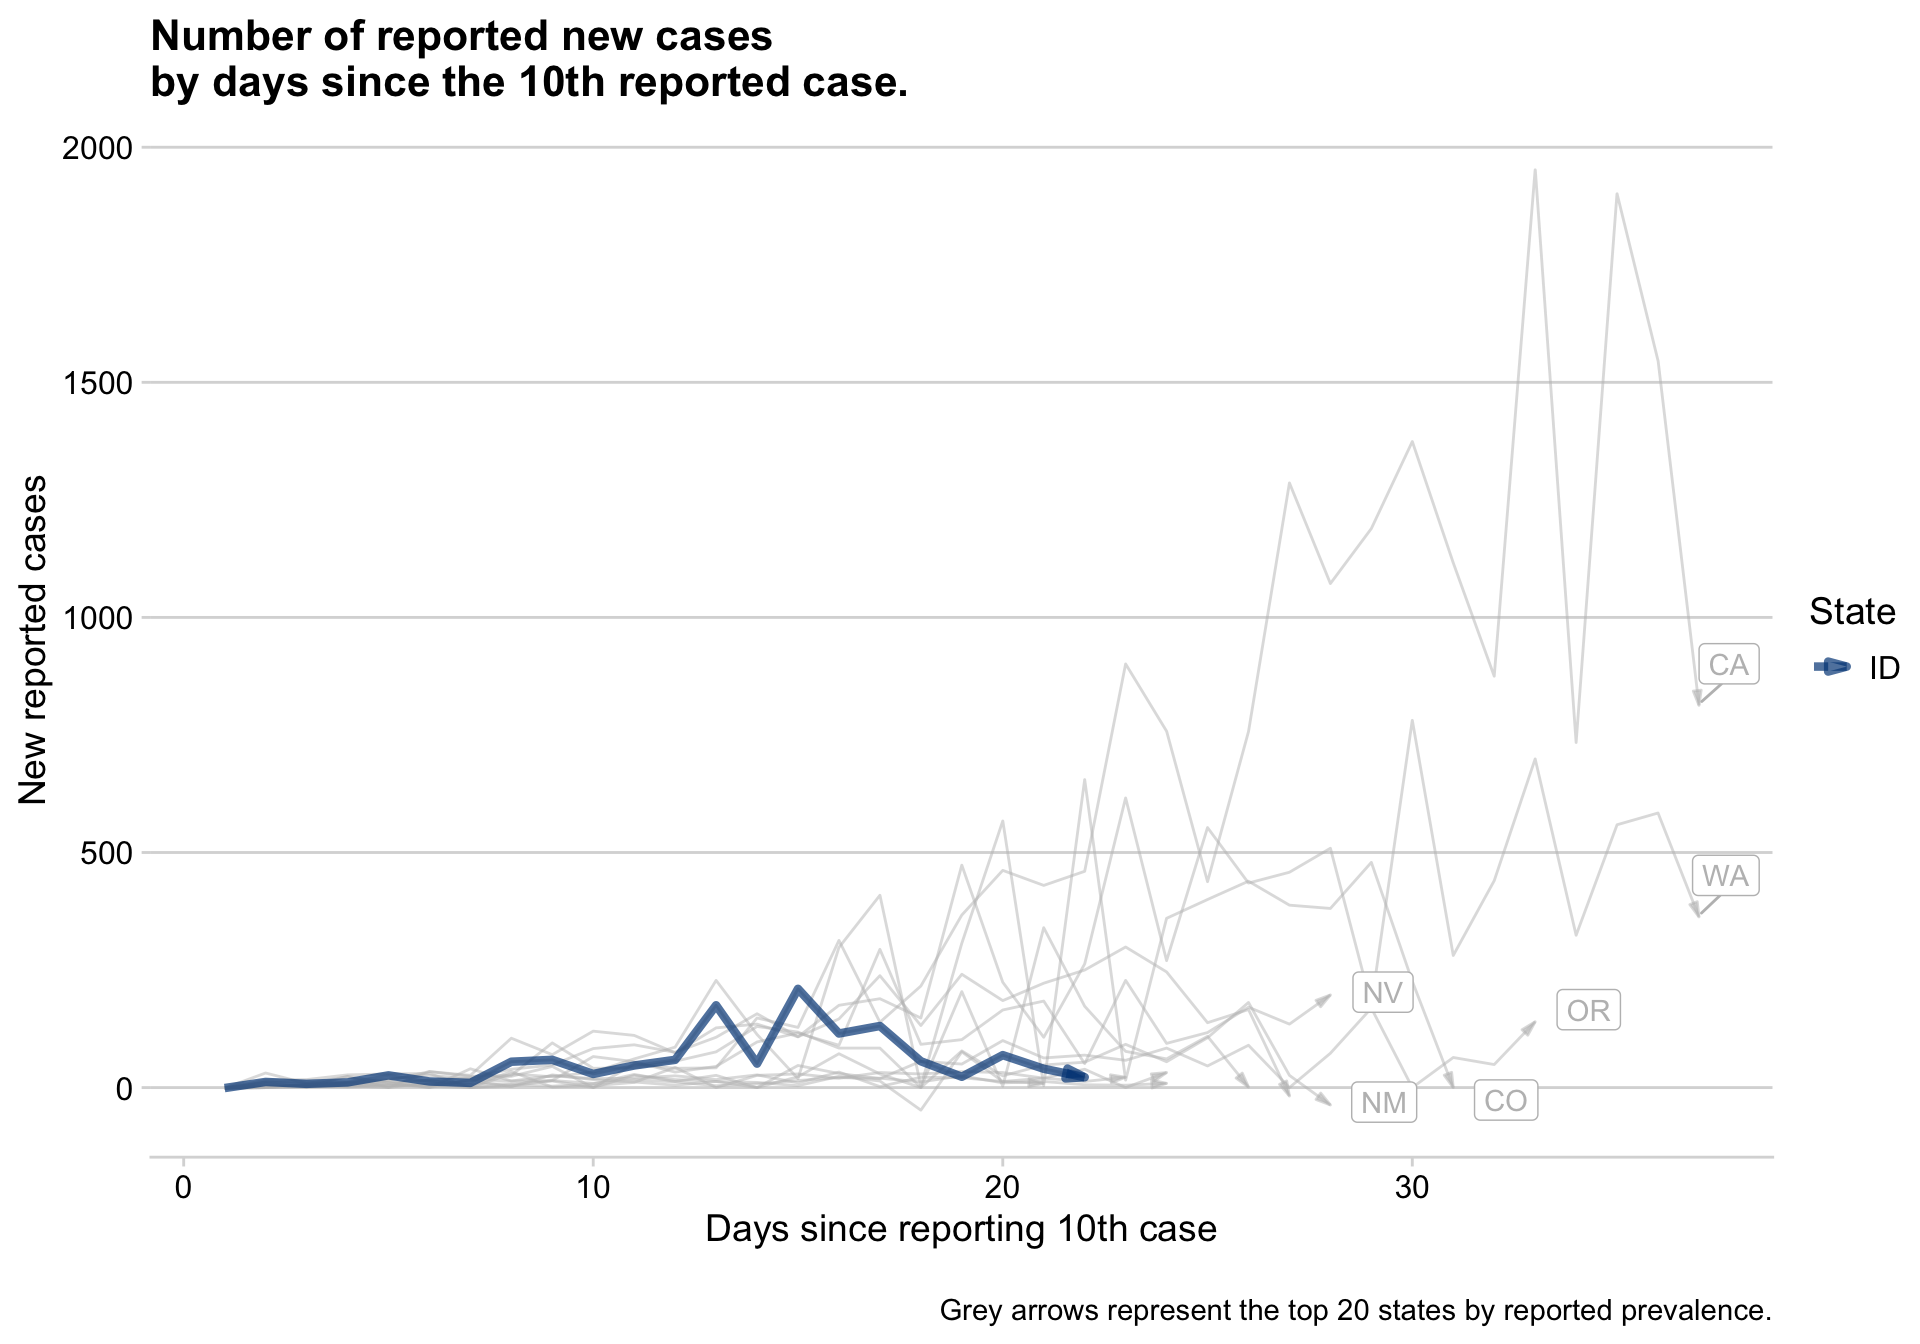 Number of reported new cases
by days since the 10th reported case.
2000
1500
1000
500
0
New reported cases
CA
WA
NV
OR
NM
CO
State
ID
0
10
20
30
Days since reporting 10th case
Grey arrows represent the top 20 states by reported prevalence.